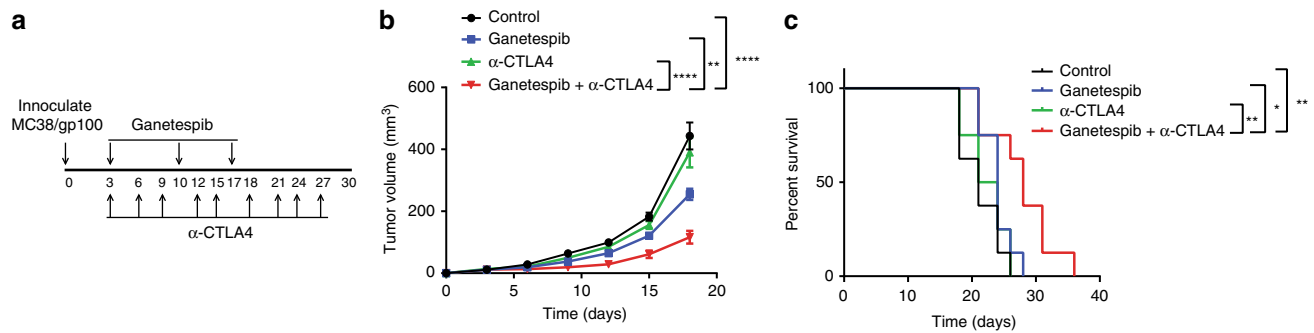 a
Innoculate
MC38/gp100
Ganetespib
0 3 6 9 10 12 15 17 18 21 24 27 30
α-CTLA4
b
Control
Ganetespib
α-CTLA4
Ganetespib + α-CTLA4
****
**
****
600
400
200
0
Tumor volume (mm³)
0 5 10 15 20
Time (days)
c
Control
Ganetespib
α-CTLA4
Ganetespib + α-CTLA4
**
*
**
100
50
0
Percent survival
0 10 20 30 40
Time (days)